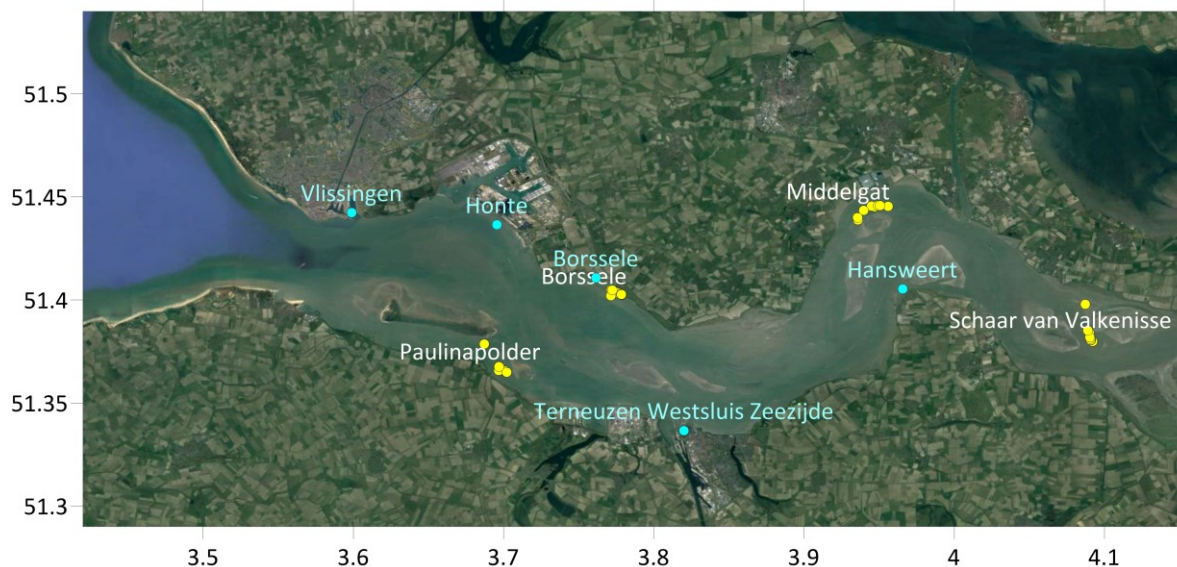 51.5
51.45
51.4
51.35
51.3
Vlissingen
Honte
Middelgat
Borssele
Borssele
Hansweert
Schaar van Valkenisse
Paulinapolder
Terneuzen Westsluis Zeezijde
3.5
3.6
3.7
3.8
3.9
4
4.1